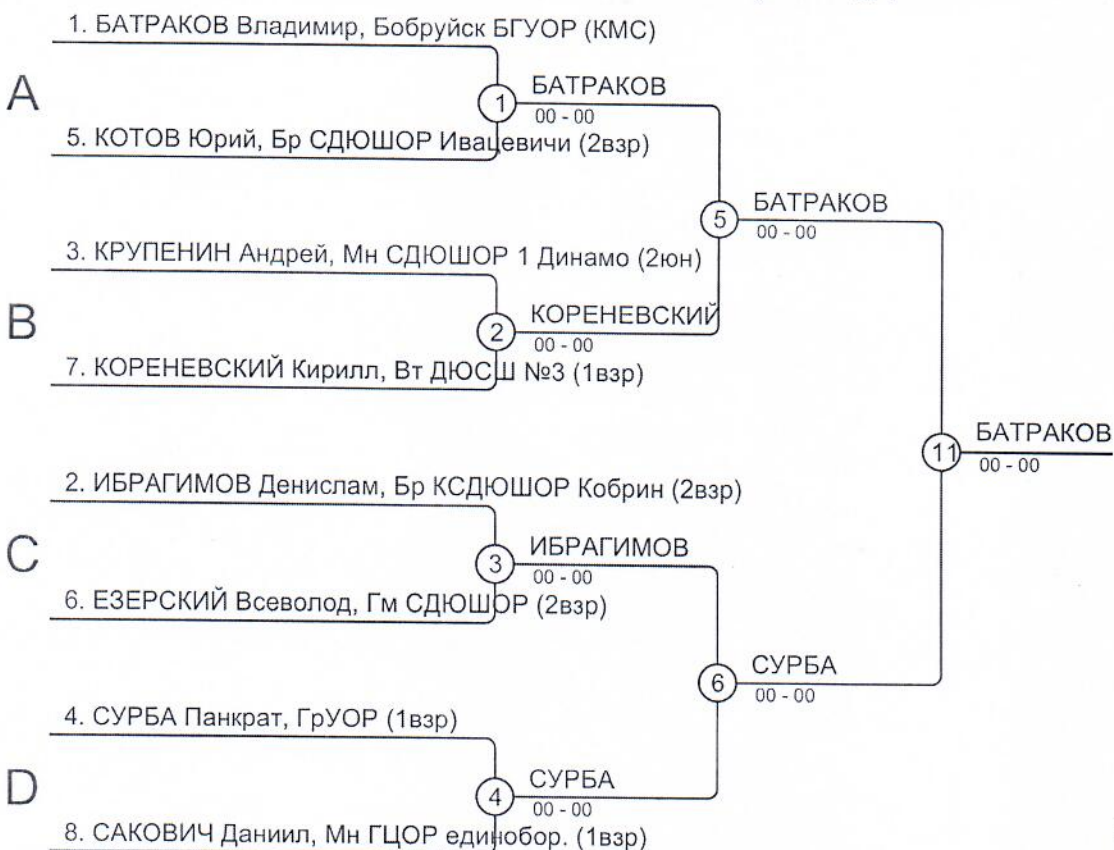 1. БАТРАКОВ Владимир, Бобруйск БГУОР (КМС)
A
1
БАТРАКОВ
00 - 00
5. КОТОВ Юрий, Бр СДЮШОР Ивацевичи (2взр)
5
БАТРАКОВ
00 - 00
3. КРУПЕНИН Андрей, Мн СДЮШОР 1 Динамо (2юн)
B
2
КОРЕНЕВСКИЙ
00 - 00
7. КОРЕНЕВСКИЙ Кирилл, Вт ДЮСШ №3 (1взр)
11
БАТРАКОВ
00 - 00
2. ИБРАГИМОВ Денислам, Бр КСДЮШОР Кобрин (2взр)
C
3
ИБРАГИМОВ
00 - 00
6. ЕЗЕРСКИЙ Всеволод, Гм СДЮШОР (2взр)
6
СУРБА
00 - 00
4. СУРБА Панкрат, ГрУОР (1взр)
D
4
СУРБА
00 - 00
8. САКОВИЧ Даниил, Мн ГЦОР единобор. (1взр)